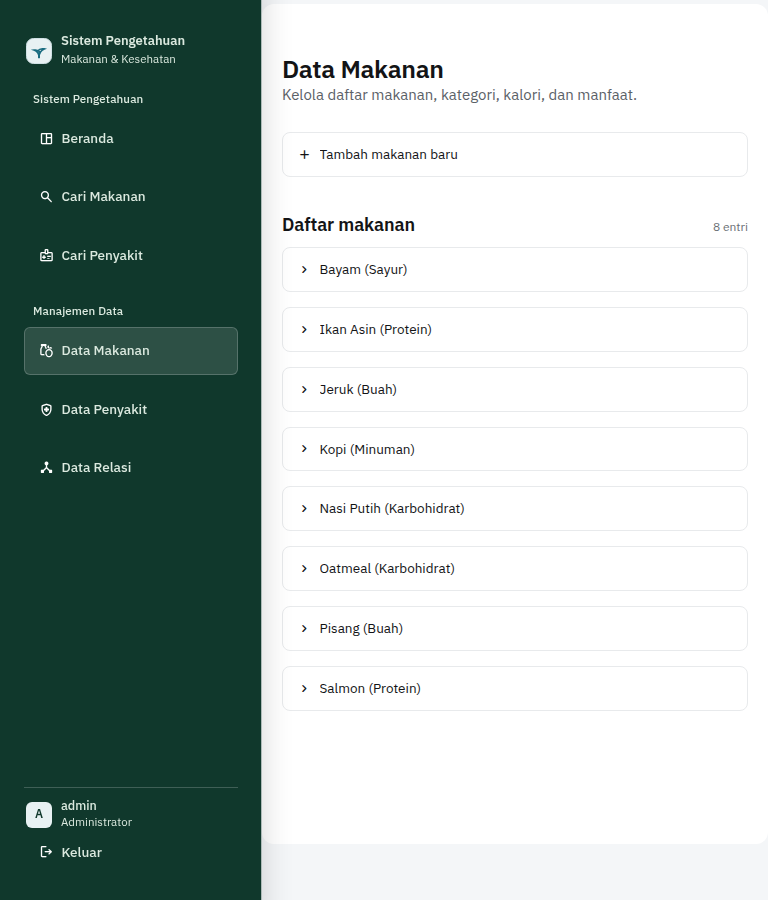 Sistem Pengetahuan
Makanan & Kesehatan
Sistem Pengetahuan
Beranda
Cari Makanan
Cari Penyakit
Manajemen Data
Data Makanan
Data Penyakit
Data Relasi
A
admin
Administrator
Keluar
Data Makanan
Kelola daftar makanan, kategori, kalori, dan manfaat.
Tambah makanan baru
Daftar makanan
8 entri
Bayam (Sayur)
Ikan Asin (Protein)
Jeruk (Buah)
Kopi (Minuman)
Nasi Putih (Karbohidrat)
Oatmeal (Karbohidrat)
Pisang (Buah)
Salmon (Protein)